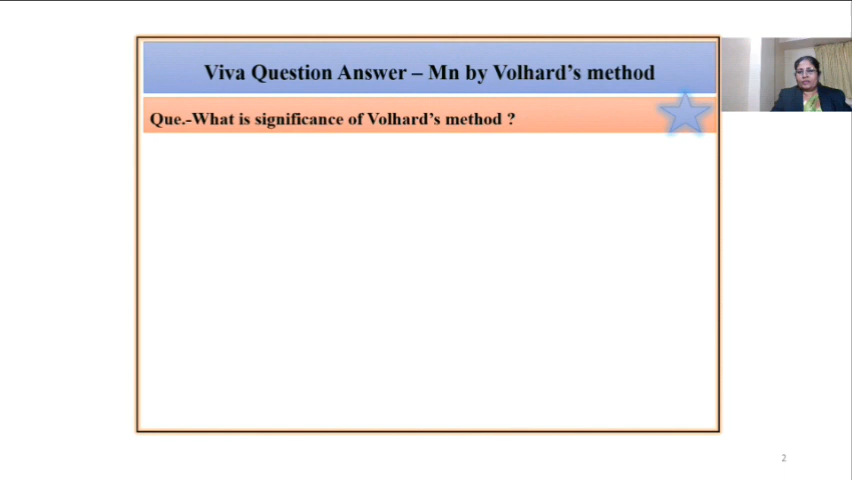 Viva Question Answer – Mn by Volhard’s method
Que.-What is significance of Volhard’s method ?
2